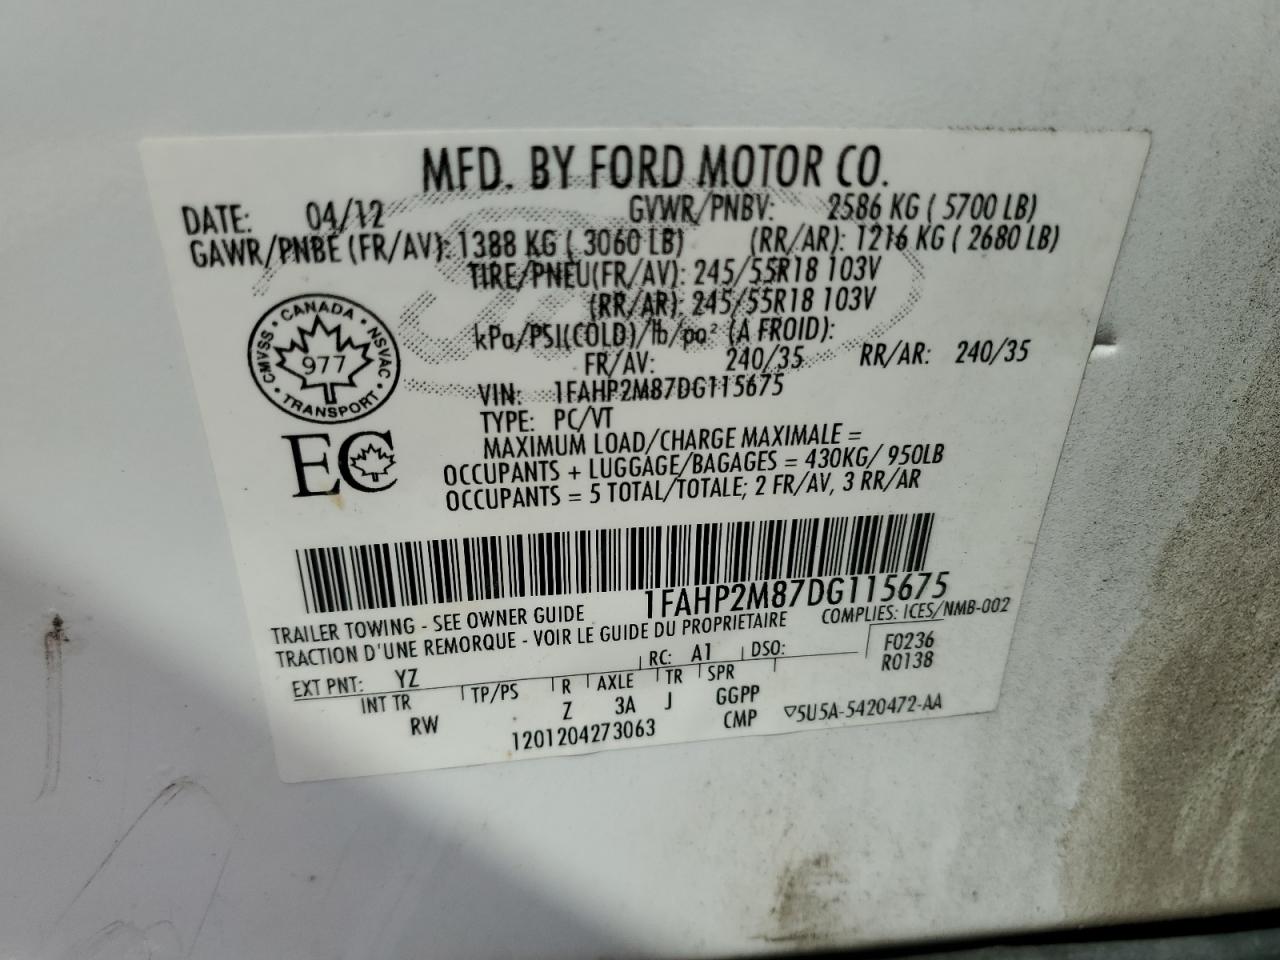 MFD. BY FORD MOTOR CO.
DATE: 04/12 GVWR/PNBV: 2586 KG ( 5700 LB)
GAWR/PNBE (FR/AV): 1388 KG ( 3060 LB) (RR/AR): 1216 KG ( 2680 LB)
TIRE/PNEU(FR/AV): 245/55R18 103V
(RR/AR): 245/55R18 103V
kPa/PSI(COLD)/lb/po² (A FROID):
FR/AV: 240/35 RR/AR: 240/35
VIN: 1FAHP2M87DG115675
TYPE: PC/VT
CANADA
CMVSS • NSVAC
977
TRANSPORT
EC
MAXIMUM LOAD/CHARGE MAXIMALE =
OCCUPANTS + LUGGAGE/BAGAGES = 430KG/ 950LB
OCCUPANTS = 5 TOTAL/TOTALE; 2 FR/AV, 3 RR/AR
1FAHP2M87DG115675
TRAILER TOWING - SEE OWNER GUIDE COMPLIES: ICES/NMB-002
TRACTION D'UNE REMORQUE - VOIR LE GUIDE DU PROPRIETAIRE
EXT PNT: YZ RC: A1 DSO: F0236
R0138
INT TR TP/PS R AXLE TR SPR
RW Z 3A J GGPP
1201204273063 CMP ▽5U5A-5420472-AA